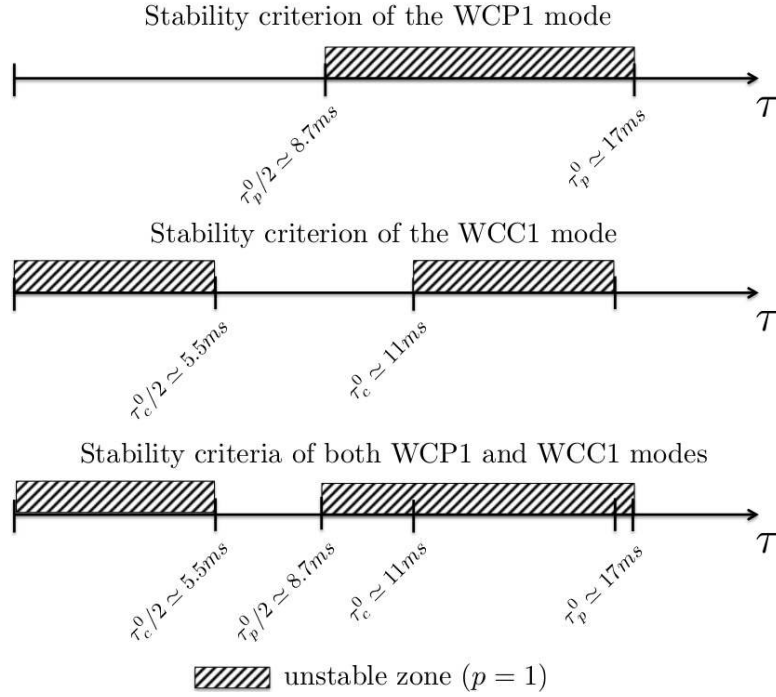 Stability criterion of the WCP1 mode
τ
τ_p^0/2 ≃ 8.7ms
τ_p^0 ≃ 17ms
Stability criterion of the WCC1 mode
τ
τ_c^0/2 ≃ 5.5ms
τ_c^0 ≃ 11ms
Stability criteria of both WCP1 and WCC1 modes
τ
τ_c^0/2 ≃ 5.5ms
τ_p^0/2 ≃ 8.7ms
τ_c^0 ≃ 11ms
τ_p^0 ≃ 17ms
unstable zone (p = 1)